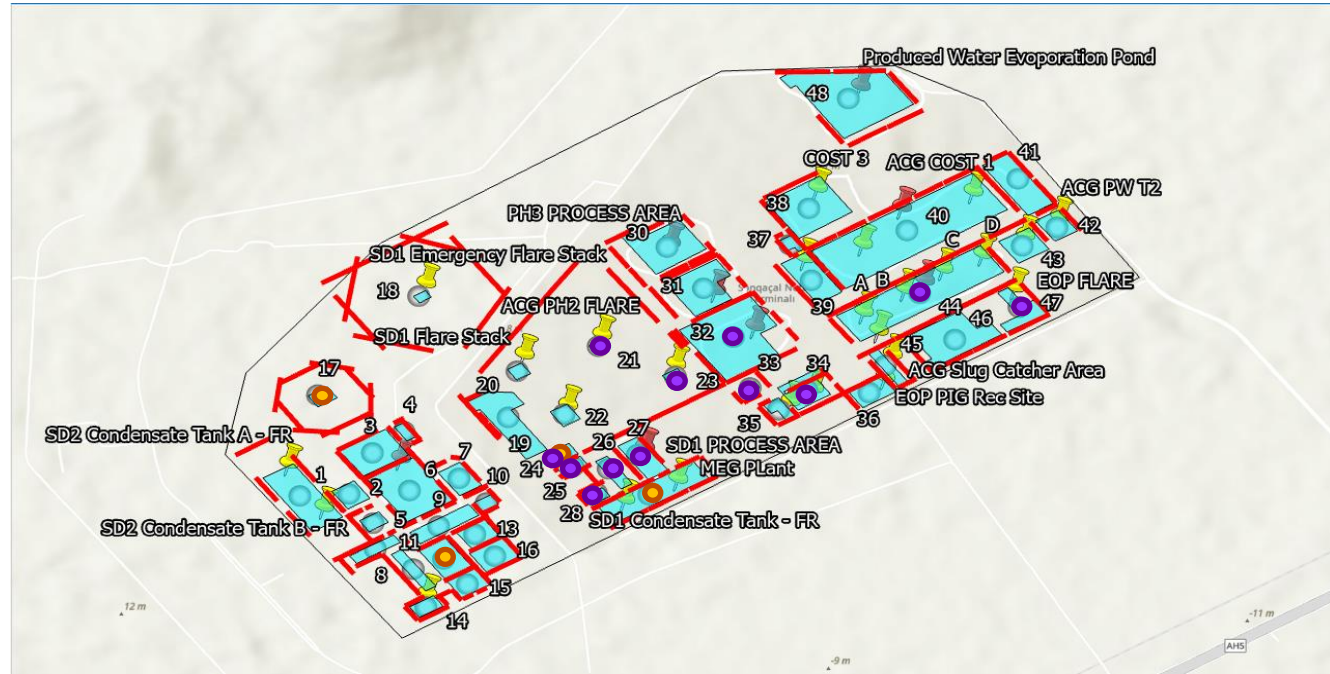 Produced Water Evoporation Pond
48
COST 3
ACG COST 1
41
ACG PW T2
38
40
42
PH3 PROCESS AREA
30
37
D
C
43
SD1 Emergency Flare Stack
18
31
A
B
EOP FLARE
ACG PH2 FLARE
39
44
47
46
SD1 Flare Stack
32
21
45
33
34
23
ACG Slug Catcher Area
17
20
22
35
36
EOP PIG Rec Site
4
SD2 Condensate Tank A - FR
3
19
27
SD1 PROCESS AREA
26
24
MEG PLant
7
6
1
2
10
25
9
28
SD1 Condensate Tank - FR
SD2 Condensate Tank B - FR
5
13
11
16
8
15
14
12 m
-11 m
AH5
-9 m